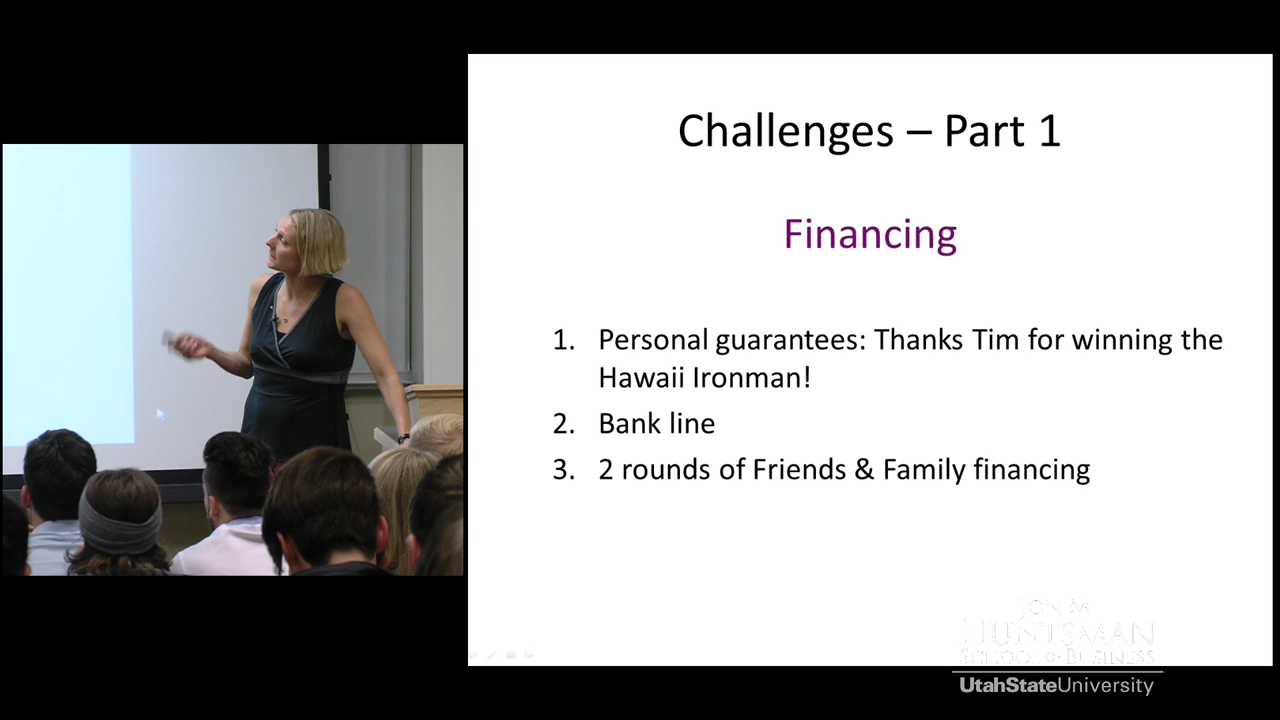 Challenges – Part 1
Financing
1. Personal guarantees: Thanks Tim for winning the
Hawaii Ironman!
2. Bank line
3. 2 rounds of Friends & Family financing
JON M
HUNTSMAN
SCHOOL of BUSINESS
UtahStateUniversity